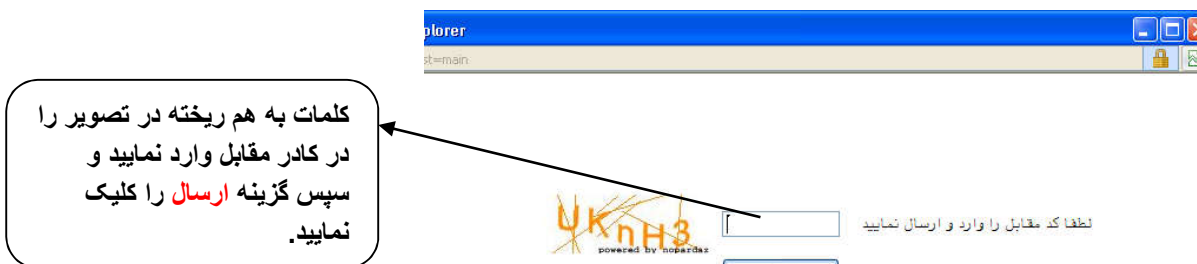 plorer
st=main
کلمات به هم ریخته در تصویر را
در کادر مقابل وارد نمایید و
سپس گزینه ارسال را کلیک
نمایید.
لطفا کد مقابل را وارد و ارسال نمایید
UKnH3
powered by nopardaz